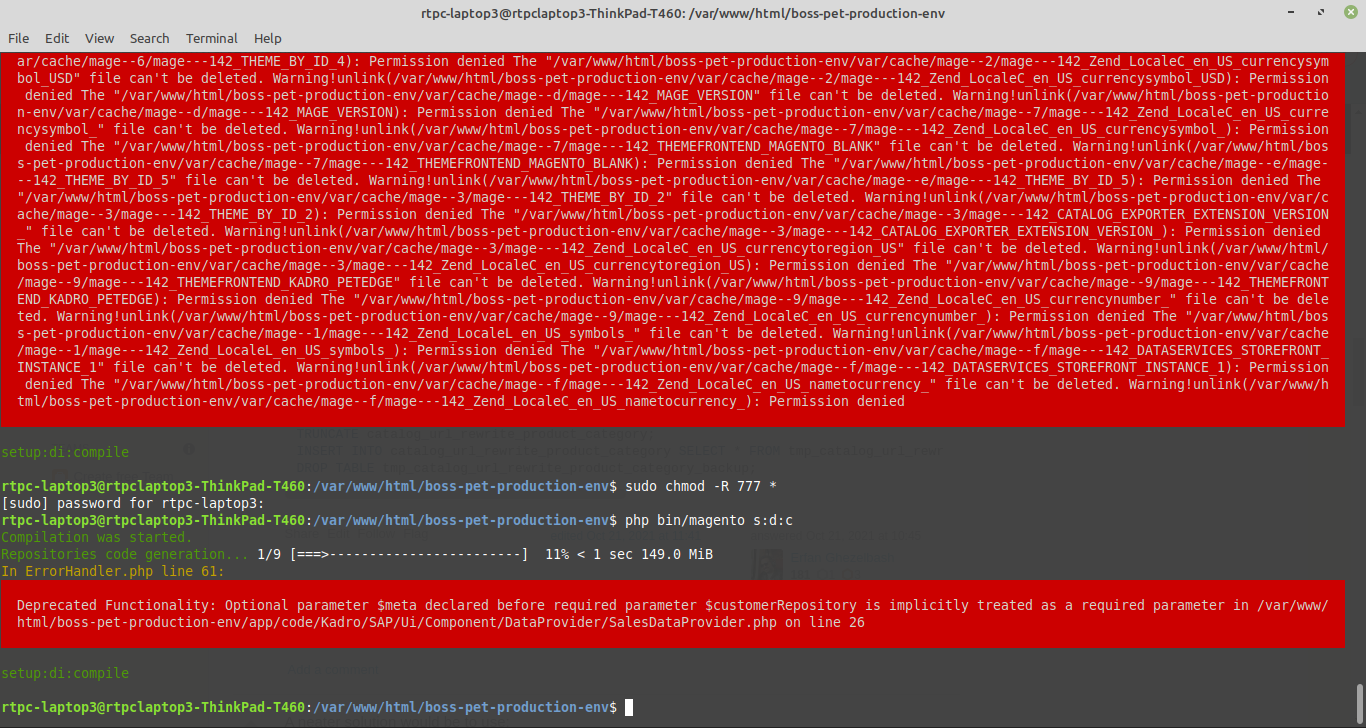 rtpc-laptop3@rtpclaptop3-ThinkPad-T460: /var/www/html/boss-pet-production-env
File Edit View Search Terminal Help
ar/cache/mage--6/mage---142_THEME_BY_ID_4): Permission denied The "/var/www/html/boss-pet-production-env/var/cache/mage--2/mage---142_Zend_LocaleC_en_US_currencysym
bol_USD" file can't be deleted. Warning!unlink(/var/www/html/boss-pet-production-env/var/cache/mage--2/mage---142_Zend_LocaleC_en_US_currencysymbol_USD): Permission
 denied The "/var/www/html/boss-pet-production-env/var/cache/mage--d/mage---142_MAGE_VERSION" file can't be deleted. Warning!unlink(/var/www/html/boss-pet-productio
n-env/var/cache/mage--d/mage---142_MAGE_VERSION): Permission denied The "/var/www/html/boss-pet-production-env/var/cache/mage--7/mage---142_Zend_LocaleC_en_US_curre
ncysymbol_" file can't be deleted. Warning!unlink(/var/www/html/boss-pet-production-env/var/cache/mage--7/mage---142_Zend_LocaleC_en_US_currencysymbol_): Permission
 denied The "/var/www/html/boss-pet-production-env/var/cache/mage--7/mage---142_THEMEFRONTEND_MAGENTO_BLANK" file can't be deleted. Warning!unlink(/var/www/html/bos
s-pet-production-env/var/cache/mage--7/mage---142_THEMEFRONTEND_MAGENTO_BLANK): Permission denied The "/var/www/html/boss-pet-production-env/var/cache/mage--e/mage-
--142_THEME_BY_ID_5" file can't be deleted. Warning!unlink(/var/www/html/boss-pet-production-env/var/cache/mage--e/mage---142_THEME_BY_ID_5): Permission denied The
"/var/www/html/boss-pet-production-env/var/cache/mage--3/mage---142_THEME_BY_ID_2" file can't be deleted. Warning!unlink(/var/www/html/boss-pet-production-env/var/c
ache/mage--3/mage---142_THEME_BY_ID_2): Permission denied The "/var/www/html/boss-pet-production-env/var/cache/mage--3/mage---142_CATALOG_EXPORTER_EXTENSION_VERSION
_" file can't be deleted. Warning!unlink(/var/www/html/boss-pet-production-env/var/cache/mage--3/mage---142_CATALOG_EXPORTER_EXTENSION_VERSION_): Permission denied
The "/var/www/html/boss-pet-production-env/var/cache/mage--3/mage---142_Zend_LocaleC_en_US_currencytoregion_US" file can't be deleted. Warning!unlink(/var/www/html/
boss-pet-production-env/var/cache/mage--3/mage---142_Zend_LocaleC_en_US_currencytoregion_US): Permission denied The "/var/www/html/boss-pet-production-env/var/cache
/mage--9/mage---142_THEMEFRONTEND_KADRO_PETEDGE" file can't be deleted. Warning!unlink(/var/www/html/boss-pet-production-env/var/cache/mage--9/mage---142_THEMEFRONT
END_KADRO_PETEDGE): Permission denied The "/var/www/html/boss-pet-production-env/var/cache/mage--9/mage---142_Zend_LocaleC_en_US_currencynumber_" file can't be dele
ted. Warning!unlink(/var/www/html/boss-pet-production-env/var/cache/mage--9/mage---142_Zend_LocaleC_en_US_currencynumber_): Permission denied The "/var/www/html/bos
s-pet-production-env/var/cache/mage--1/mage---142_Zend_LocaleL_en_US_symbols_" file can't be deleted. Warning!unlink(/var/www/html/boss-pet-production-env/var/cache
/mage--1/mage---142_Zend_LocaleL_en_US_symbols_): Permission denied The "/var/www/html/boss-pet-production-env/var/cache/mage--f/mage---142_DATASERVICES_STOREFRONT_
INSTANCE_1" file can't be deleted. Warning!unlink(/var/www/html/boss-pet-production-env/var/cache/mage--f/mage---142_DATASERVICES_STOREFRONT_INSTANCE_1): Permission
 denied The "/var/www/html/boss-pet-production-env/var/cache/mage--f/mage---142_Zend_LocaleC_en_US_nametocurrency_" file can't be deleted. Warning!unlink(/var/www/h
tml/boss-pet-production-env/var/cache/mage--f/mage---142_Zend_LocaleC_en_US_nametocurrency_): Permission denied
setup:di:compile
rtpc-laptop3@rtpclaptop3-ThinkPad-T460:/var/www/html/boss-pet-production-env$ sudo chmod -R 777 *
[sudo] password for rtpc-laptop3:
rtpc-laptop3@rtpclaptop3-ThinkPad-T460:/var/www/html/boss-pet-production-env$ php bin/magento s:d:c
Compilation was started.
Repositories code generation... 1/9 [===>------------------------] 11% < 1 sec 149.0 MiB
In ErrorHandler.php line 61:
Deprecated Functionality: Optional parameter $meta declared before required parameter $customerRepository is implicitly treated as a required parameter in /var/www/
html/boss-pet-production-env/app/code/Kadro/SAP/Ui/Component/DataProvider/SalesDataProvider.php on line 26
setup:di:compile
rtpc-laptop3@rtpclaptop3-ThinkPad-T460:/var/www/html/boss-pet-production-env$